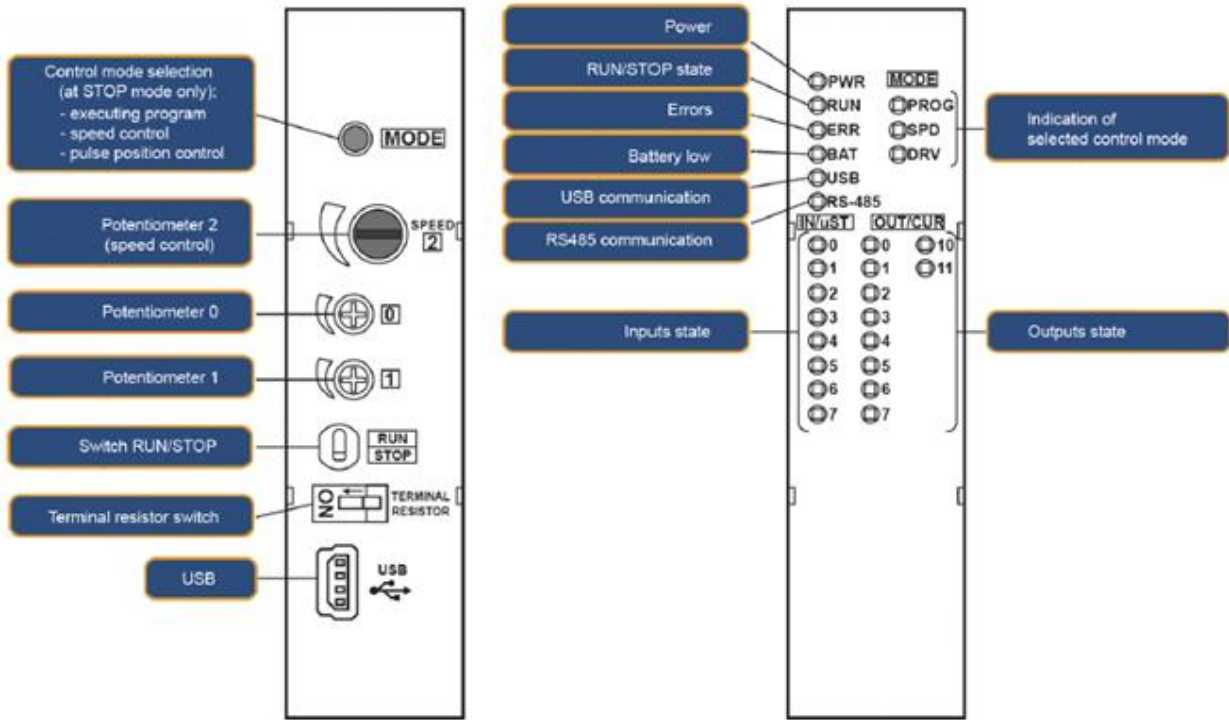 Control mode selection
(at STOP mode only):
- executing program
- speed control
- pulse position control
Potentiometer 2
(speed control)
Potentiometer 0
Potentiometer 1
Switch RUN/STOP
Terminal resistor switch
USB
MODE
SPEED
2
0
1
RUN
STOP
ON
TERMINAL
RESISTOR
USB
Power
RUN/STOP state
Errors
Battery low
USB communication
RS485 communication
Inputs state
PWR MODE
RUN PROG
ERR SPD
BAT DRV
USB
RS-485
IN/uST OUT/CUR
0 0 10
1 1 11
2 2
3 3
4 4
5 5
6 6
7 7
Indication of
selected control mode
Outputs state